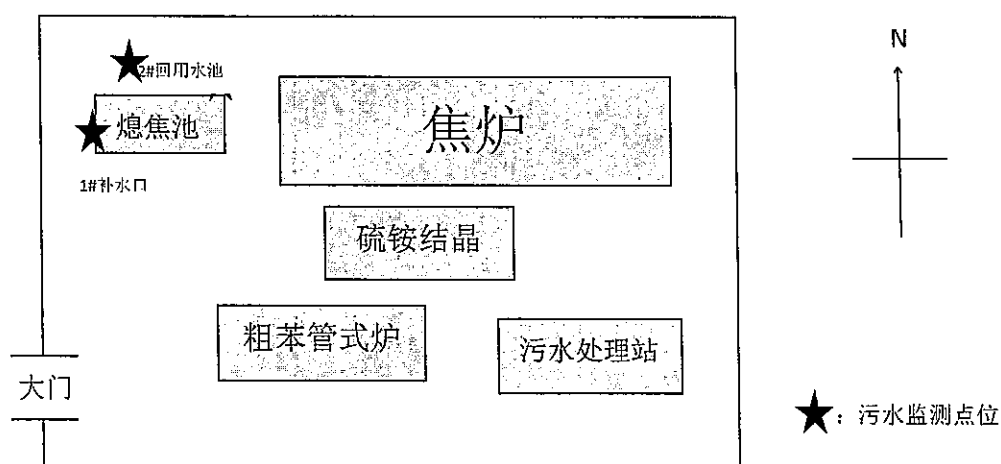 N
2#回用水池
熄焦池
1#补水口
焦炉
硫铵结晶
粗苯管式炉
污水处理站
大门
★：污水监测点位